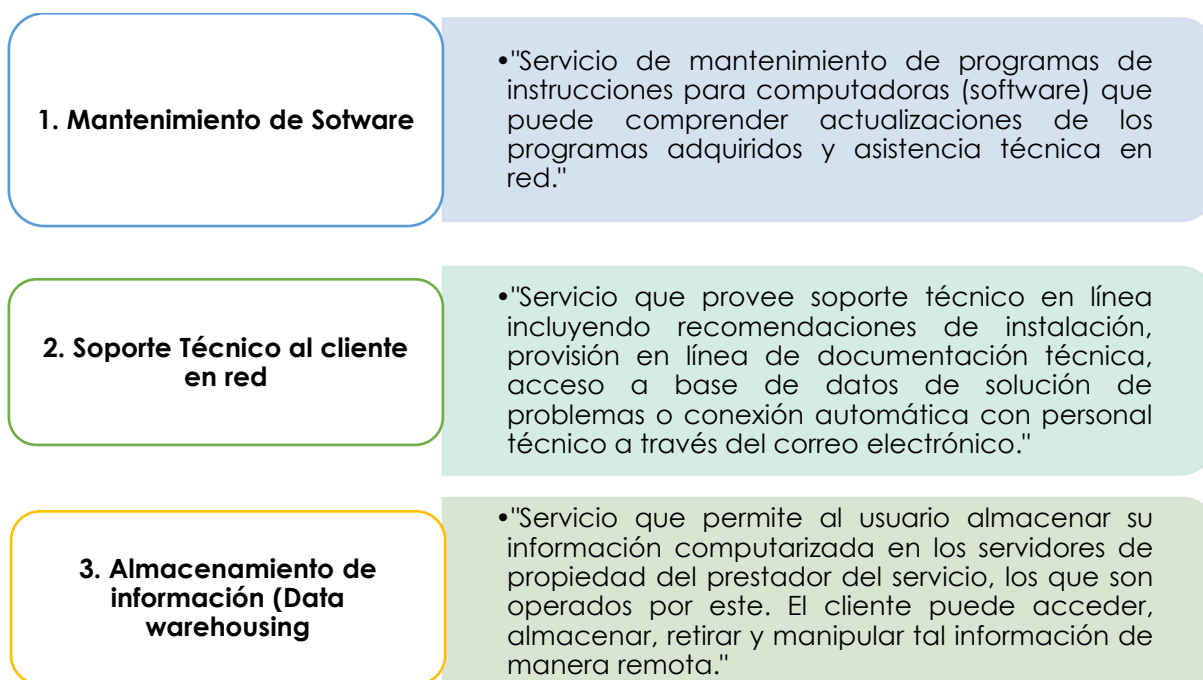 1. Mantenimiento de Sotware
•"Servicio de mantenimiento de programas de
instrucciones para computadoras (software) que
puede comprender actualizaciones de los
programas adquiridos y asistencia técnica en
red."
2. Soporte Técnico al cliente
en red
•"Servicio que provee soporte técnico en línea
incluyendo recomendaciones de instalación,
provisión en línea de documentación técnica,
acceso a base de datos de solución de
problemas o conexión automática con personal
técnico a través del correo electrónico."
3. Almacenamiento de
información (Data
warehousing
•"Servicio que permite al usuario almacenar su
información computarizada en los servidores de
propiedad del prestador del servicio, los que son
operados por este. El cliente puede acceder,
almacenar, retirar y manipular tal información de
manera remota."